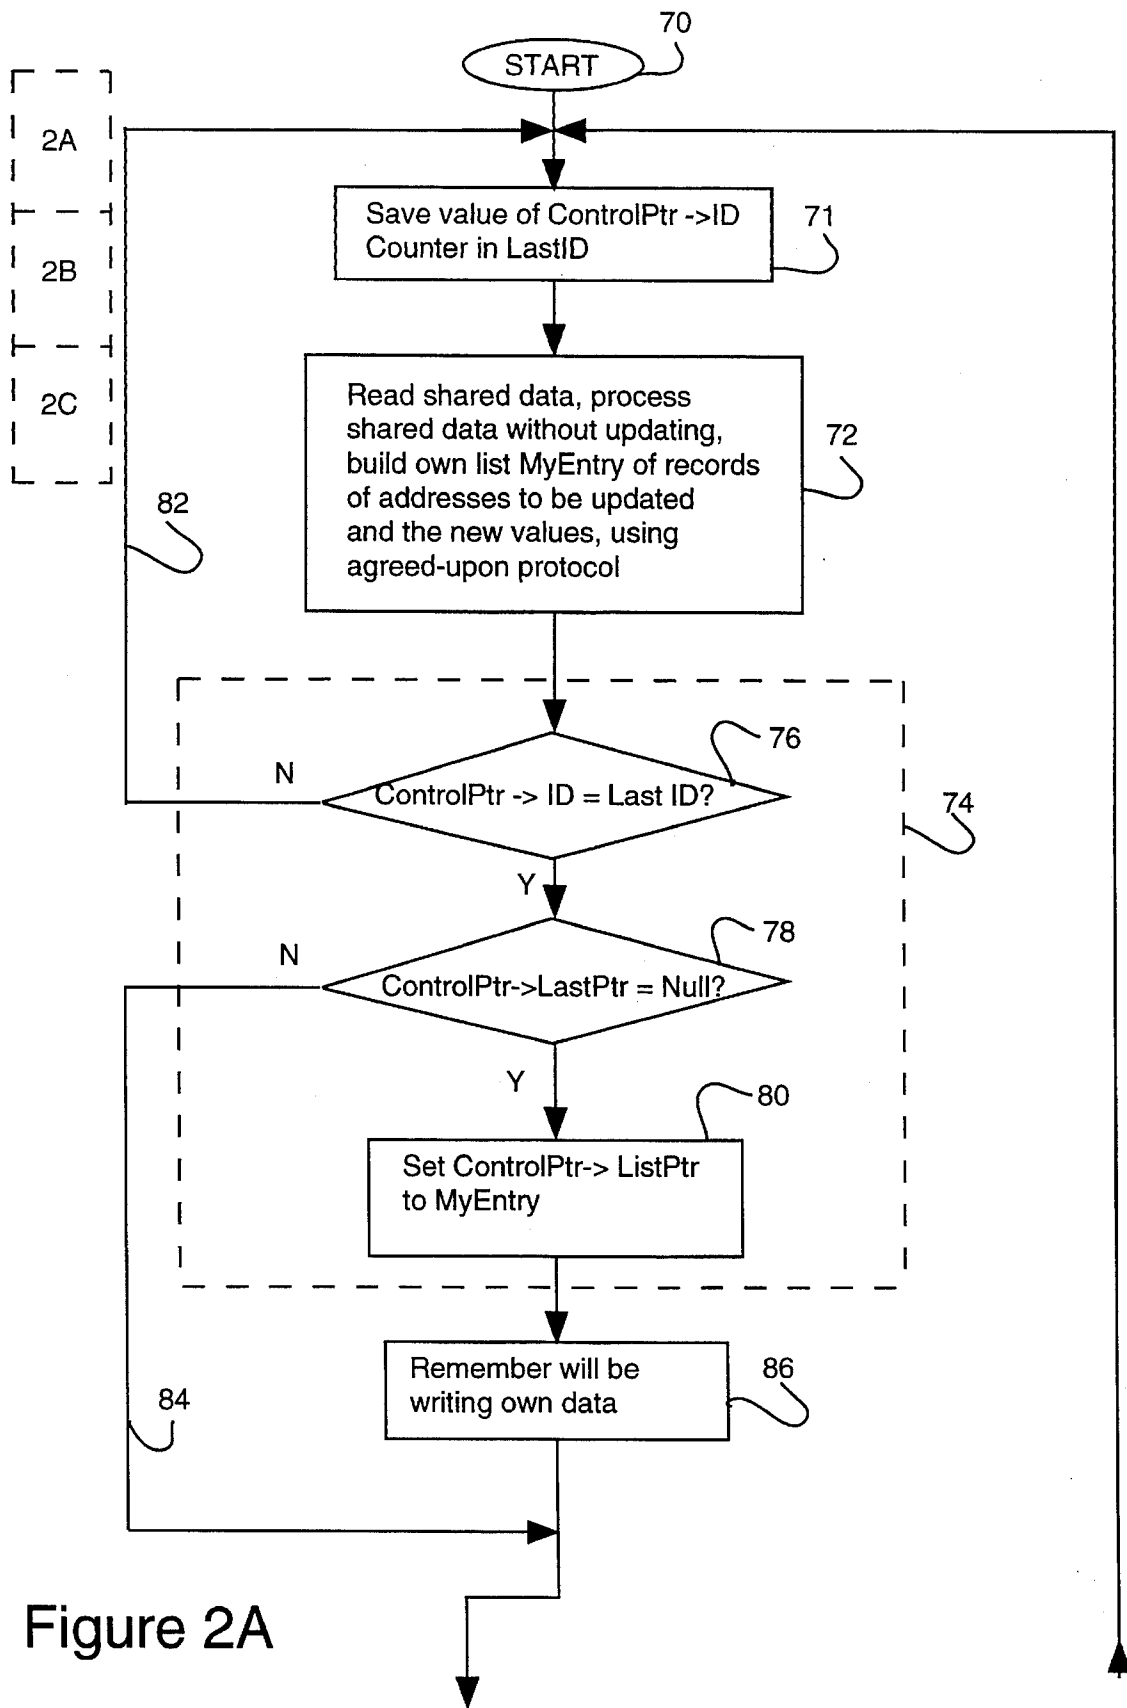 70
START
2A
Save value of ControlPtr ->ID
Counter in LastID
71
2B
2C
Read shared data, process
shared data without updating,
build own list MyEntry of records
of addresses to be updated
and the new values, using
agreed-upon protocol
72
82
76
N
ControlPtr -> ID = Last ID?
74
Y
78
N
ControlPtr->LastPtr = Null?
Y
80
Set ControlPtr-> ListPtr
to MyEntry
Remember will be
writing own data
86
84
Figure 2A